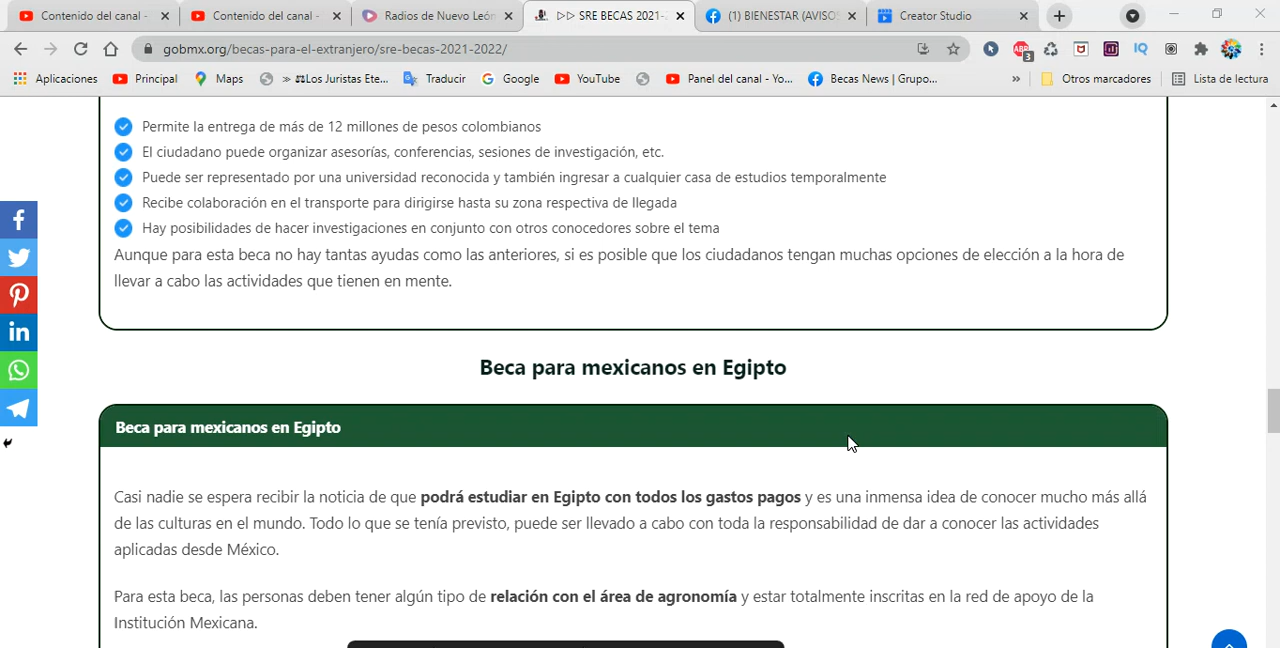 Contenido del canal -
Contenido del canal -
Radios de Nuevo León
▷▷ SRE BECAS 2021-
(1) BIENESTAR (AVISOS
Creator Studio
gobmx.org/becas-para-el-extranjero/sre-becas-2021-2022/
ABP
3
IQ
Aplicaciones
Principal
Maps
» ⚖Los Juristas Ete...
Traducir
Google
YouTube
Panel del canal - Yo...
Becas News | Grupo...
»
Otros marcadores
Lista de lectura
Permite la entrega de más de 12 millones de pesos colombianos
El ciudadano puede organizar asesorías, conferencias, sesiones de investigación, etc.
Puede ser representado por una universidad reconocida y también ingresar a cualquier casa de estudios temporalmente
Recibe colaboración en el transporte para dirigirse hasta su zona respectiva de llegada
Hay posibilidades de hacer investigaciones en conjunto con otros conocedores sobre el tema
Aunque para esta beca no hay tantas ayudas como las anteriores, si es posible que los ciudadanos tengan muchas opciones de elección a la hora de
llevar a cabo las actividades que tienen en mente.
Beca para mexicanos en Egipto
Beca para mexicanos en Egipto
Casi nadie se espera recibir la noticia de que podrá estudiar en Egipto con todos los gastos pagos y es una inmensa idea de conocer mucho más allá
de las culturas en el mundo. Todo lo que se tenía previsto, puede ser llevado a cabo con toda la responsabilidad de dar a conocer las actividades
aplicadas desde México.
Para esta beca, las personas deben tener algún tipo de relación con el área de agronomía y estar totalmente inscritas en la red de apoyo de la
Institución Mexicana.